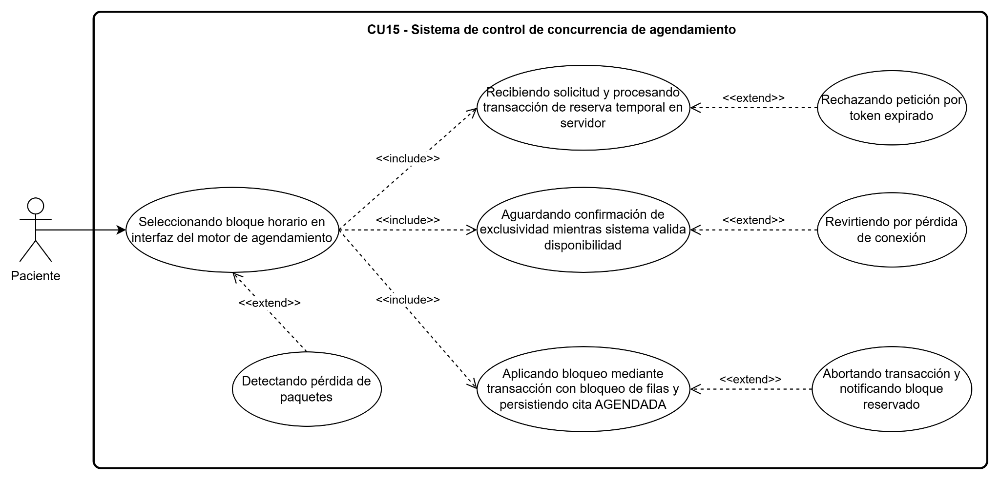 CU15 - Sistema de control de concurrencia de agendamiento
Recibiendo solicitud y procesando
transacción de reserva temporal en
servidor
<<extend>>
Rechazando petición por
token expirado
<<include>>
Paciente
Seleccionando bloque horario en
interfaz del motor de agendamiento
<<include>>
Aguardando confirmación de
exclusividad mientras sistema valida
disponibilidad
<<extend>>
Revirtiendo por pérdida
de conexión
<<extend>>
<<include>>
Detectando pérdida de
paquetes
Aplicando bloqueo mediante
transacción con bloqueo de filas y
persistiendo cita AGENDADA
<<extend>>
Abortando transacción y
notificando bloque
reservado